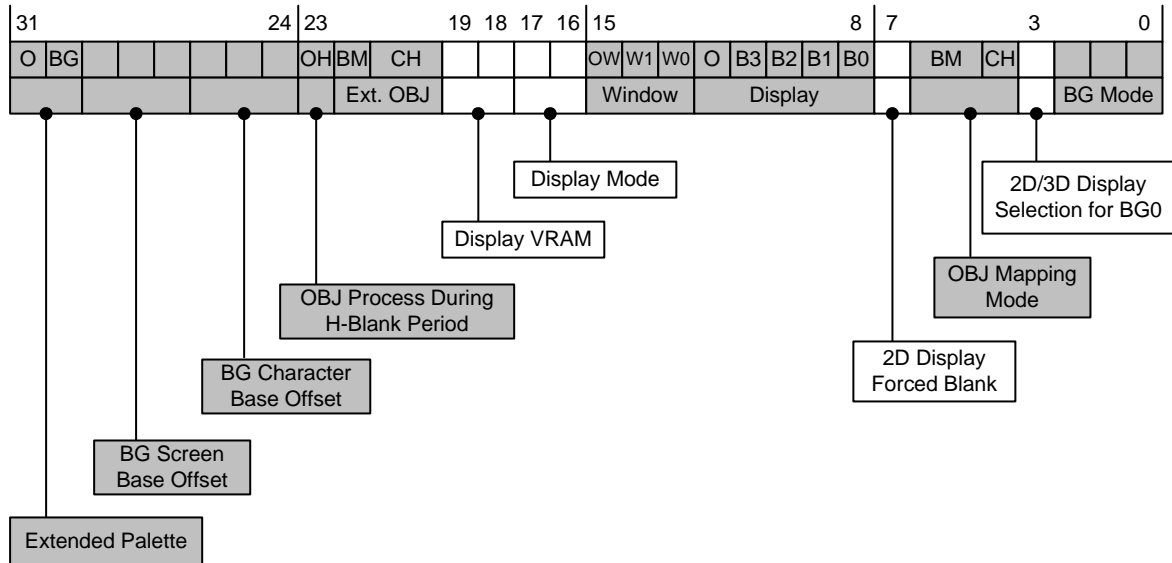 31 24 23 19 18 17 16 15 8 7 3 0
O BG OH BM CH OW W1 W0 O B3 B2 B1 B0 BM CH
Ext. OBJ Window Display BG Mode
Display Mode
2D/3D Display
Selection for BG0
Display VRAM
OBJ Process During
H-Blank Period
OBJ Mapping
Mode
2D Display
Forced Blank
BG Character
Base Offset
BG Screen
Base Offset
Extended Palette